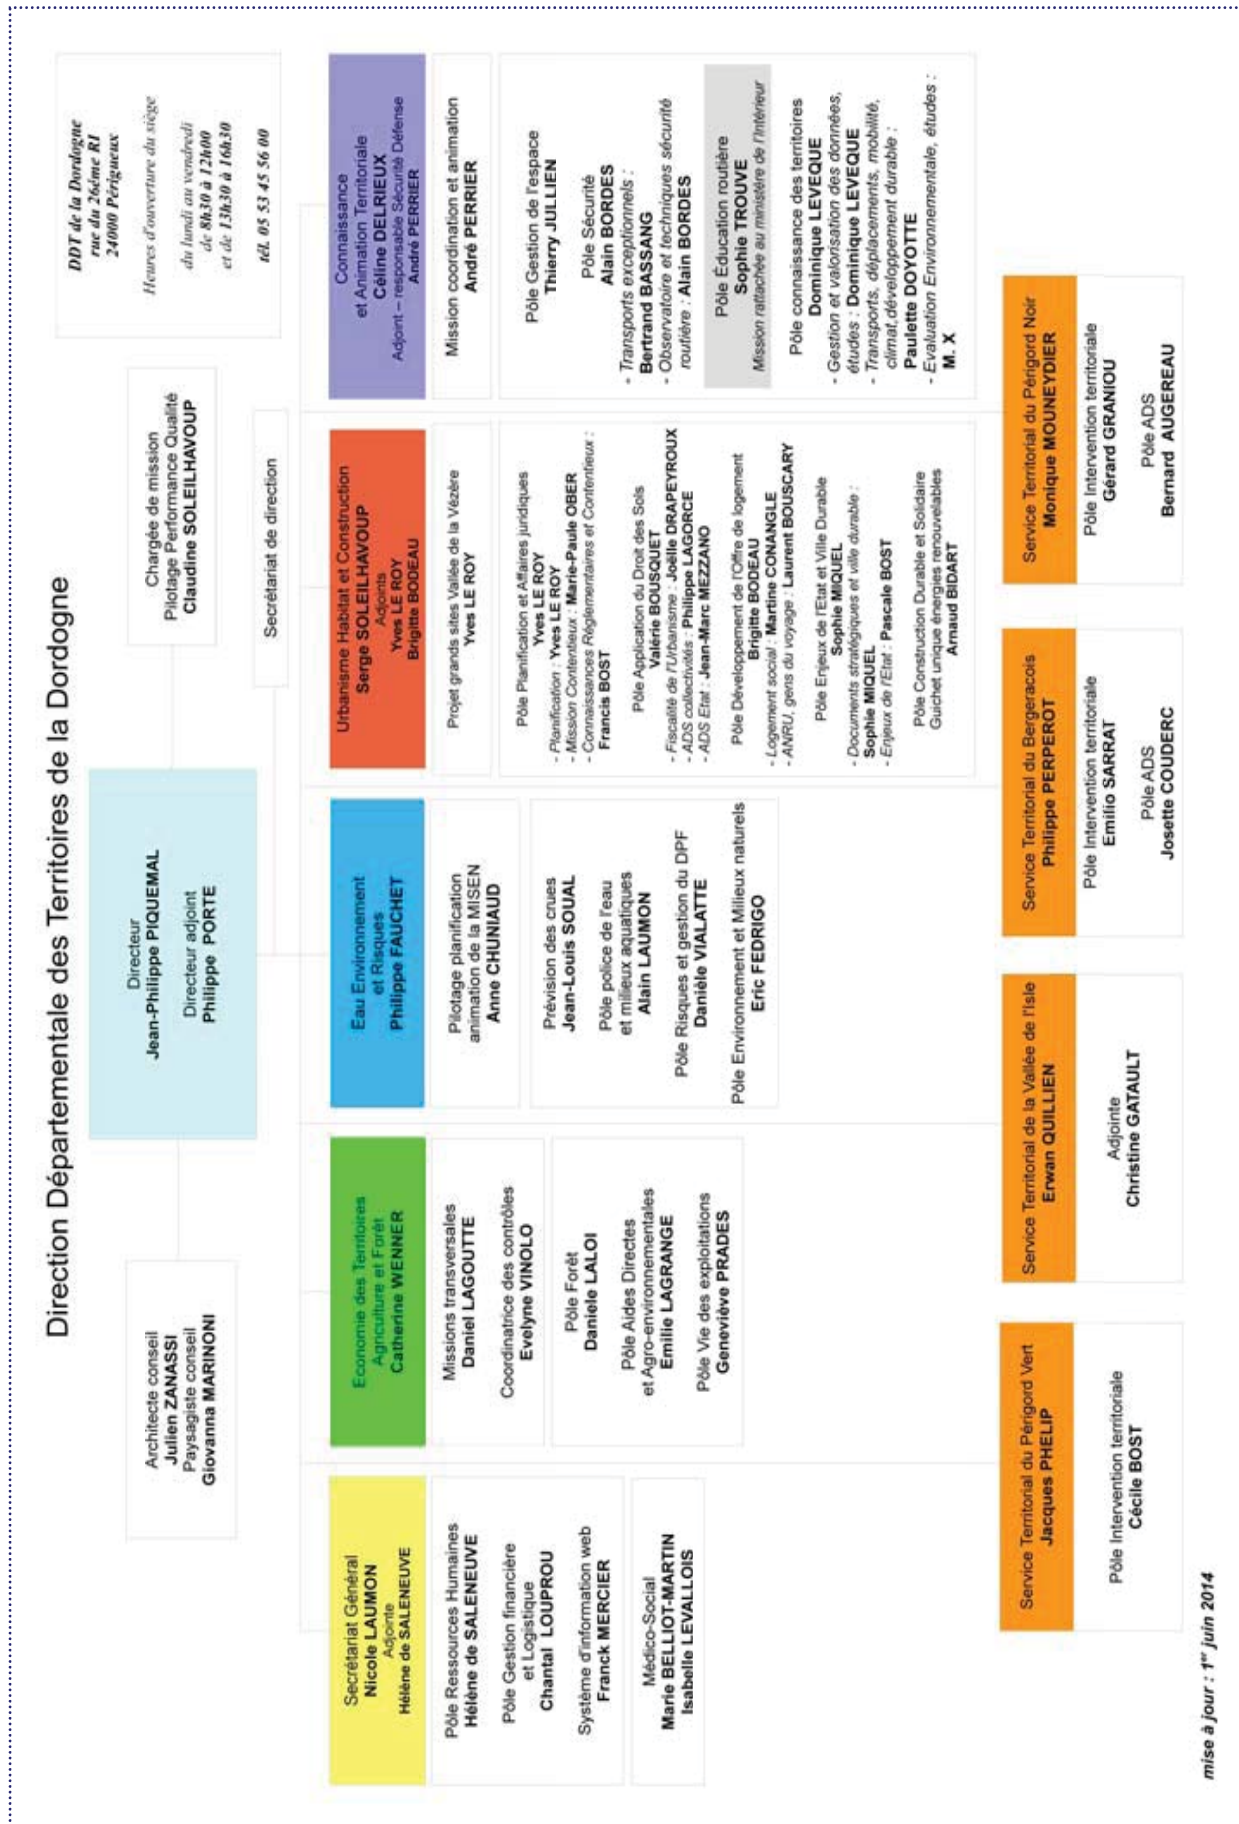 Direction Départementale des Territoires de la Dordogne
DDT de la Dordogne
rue du 26éme RI
24000 Périgueux
Heures d'ouverture du siège
du lundi au vendredi
de 8h30 à 12h00
et de 13h30 à 16h30
tél. 05 53 45 56 00
Architecte conseil
Julien ZANASSI
Paysagiste conseil
Giovanna MARINONI
Directeur
Jean-Philippe PIQUEMAL
Directeur adjoint
Philippe PORTE
Chargée de mission
Pilotage Performance Qualité
Claudine SOLEILHAVOUP
Secrétariat de direction
Secrétariat Général
Nicole LAUMON
Adjointe
Hélène de SALENEUVE
Pôle Ressources Humaines
Hélène de SALENEUVE
Pôle Gestion financière
et Logistique
Chantal LOUPROU
Système d'information web
Franck MERCIER
Médico-Social
Marie BELLIOT-MARTIN
Isabelle LEVALLOIS
Economie des Territoires
Agriculture et Forêt
Catherine WENNER
Missions transversales
Daniel LAGOUTTE
Coordinatrice des contrôles
Evelyne VINOLO
Pôle Forêt
Daniele LALOI
Pôle Aides Directes
et Agro-environnementales
Emilie LAGRANGE
Pôle Vie des exploitations
Geneviève PRADES
Eau Environnement
et Risques
Philippe FAUCHET
Pilotage planification
animation de la MISEN
Anne CHUNIAUD
Prévision des crues
Jean-Louis SOUAL
Pôle police de l'eau
et milieux aquatiques
Alain LAUMON
Pôle Risques et gestion du DPF
Danièle VIALATTE
Pôle Environnement et Milieux naturels
Eric FEDRIGO
Urbanisme Habitat et Construction
Serge SOLEILHAVOUP
Adjoints
Yves LE ROY
Brigitte BODEAU
Projet grands sites Vallée de la Vézère
Yves LE ROY
Pôle Planification et Affaires juridiques
Yves LE ROY
- Planification : Yves LE ROY
- Mission Contentieux : Marie-Paule OBER
- Connaissances Règlementaires et Contentieux :
Francis BOST
Pôle Application du Droit des Sols
Valérie BOUSQUET
- Fiscalité de l'Urbanisme : Joëlle DRAPEYROUX
- ADS collectivités : Philippe LAGORCE
- ADS Etat : Jean-Marc MEZZANO
Pôle Développement de l'Offre de logement
Brigitte BODEAU
- Logement social : Martine CONANGLE
- ANRU, gens du voyage : Laurent BOUSCARY
Pôle Enjeux de l'Etat et Ville Durable
Sophie MIQUEL
- Documents stratégiques et ville durable :
Sophie MIQUEL
- Enjeux de l'Etat : Pascale BOST
Pôle Construction Durable et Solidaire
Guichet unique énergies renouvelables
Arnaud BIDART
Connaissance
et Animation Territoriale
Céline DELRIEUX
Adjoint – responsable Sécurité Défense
André PERRIER
Mission coordination et animation
André PERRIER
Pôle Gestion de l'espace
Thierry JULLIEN
Pôle Sécurité
Alain BORDES
- Transports exceptionnels :
Bertrand BASSANG
- Observatoire et techniques sécurité
routière : Alain BORDES
Pôle Éducation routière
Sophie TROUVE
Mission rattachée au ministère de l'Intérieur
Pôle connaissance des territoires
Dominique LEVEQUE
- Gestion et valorisation des données,
études : Dominique LEVEQUE
- Transports, déplacements, mobilité,
climat,développement durable :
Paulette DOYOTTE
- Evaluation Environnementale, études :
M. X
Service Territorial du Périgord Vert
Jacques PHELIP
Pôle Intervention territoriale
Cécile BOST
Service Territorial de la Vallée de l'Isle
Erwan QUILLIEN
Adjointe
Christine GATAULT
Service Territorial du Bergeracois
Philippe PERPEROT
Pôle Intervention territoriale
Emilio SARRAT
Pôle ADS
Josette COUDERC
Service Territorial du Périgord Noir
Monique MOUNEYDIER
Pôle Intervention territoriale
Gérard GRANIOU
Pôle ADS
Bernard AUGEREAU
mise à jour : 1er juin 2014